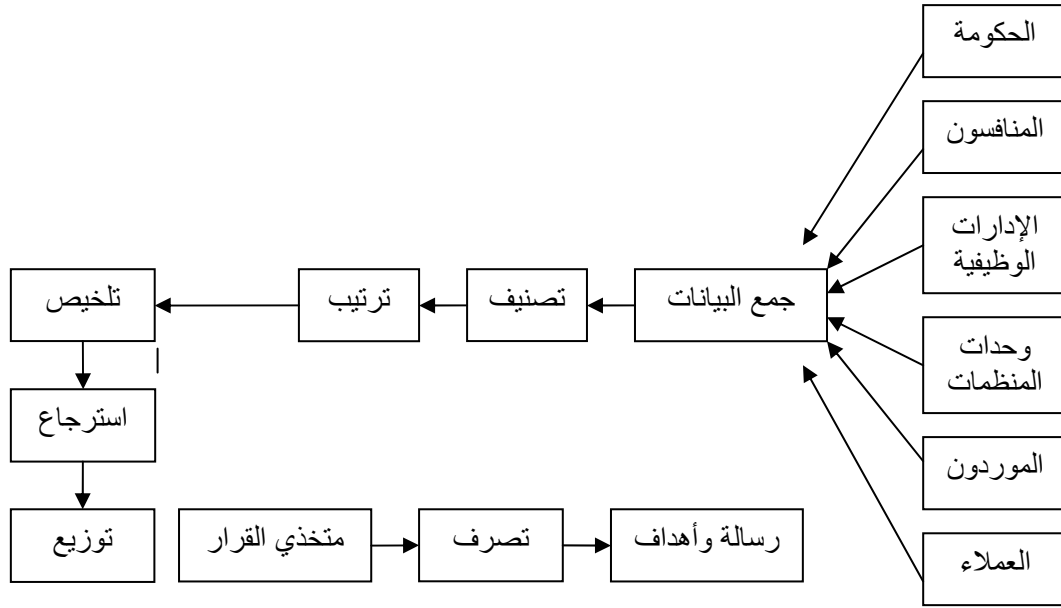 الحكومة
المنافسون
الإدارات
الوظيفية
وحدات
المنظمات
الموردون
العملاء
جمع البيانات
تصنيف
ترتيب
تلخيص
استرجاع
توزيع
متخذي القرار
تصرف
رسالة وأهداف